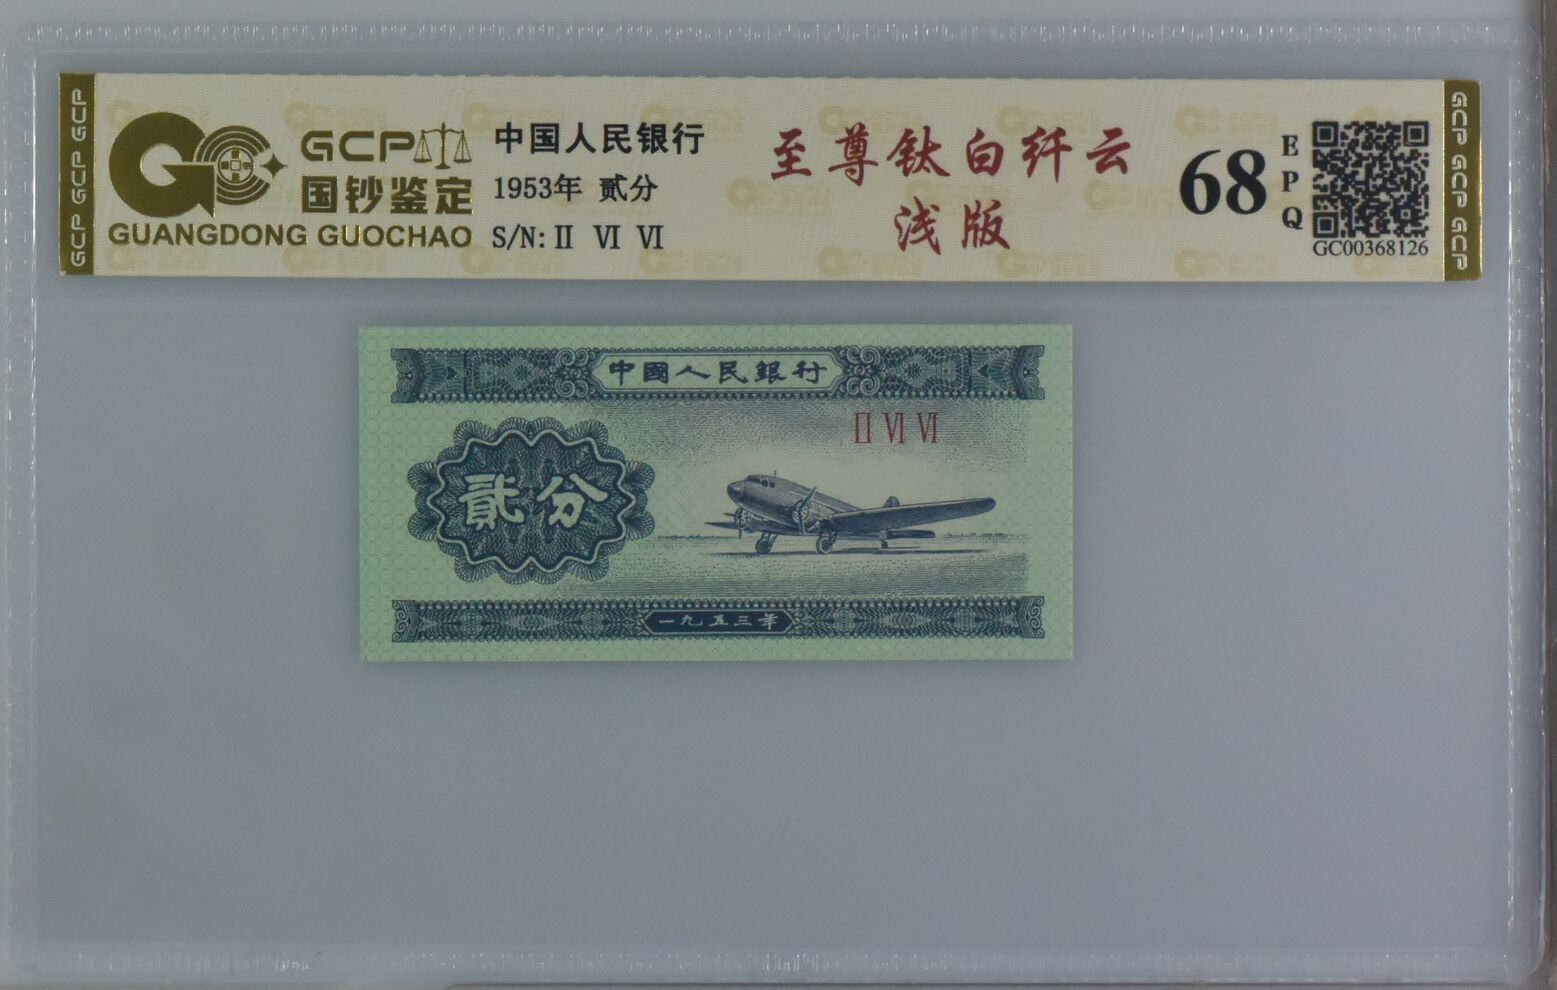 GCP
国钞鉴定
GUANGDONG GUOCHAO
中国人民银行
1953年 贰分
S/N: II VI VI
至尊钛白纤云
浅版
68
EPQ
GC00368126
GCP GCP GCP
GCP GCP GCP
中國人民銀行
II VI VI
貳分
一九五三年